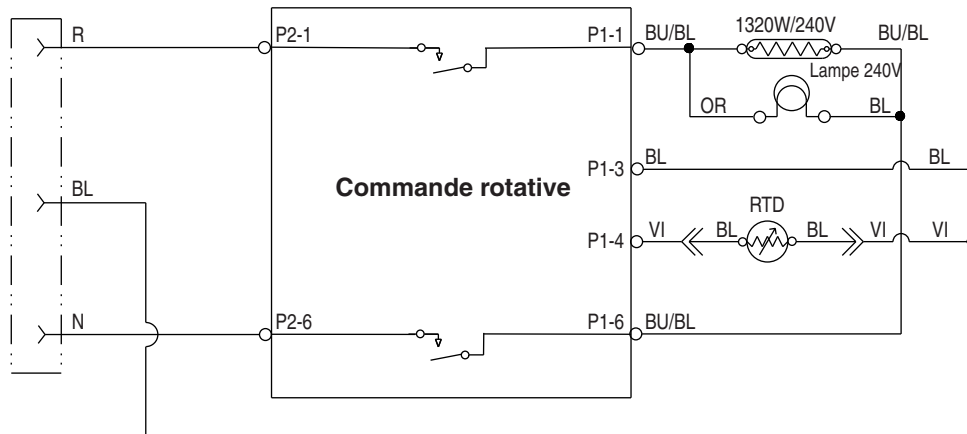 R P2-1 P1-1 BU/BL 1320W/240V BU/BL
Lampe 240V
OR BL
BL Commande rotative P1-3 BL BL
RTD
P1-4 VI BL BL VI VI
N P2-6 P1-6 BU/BL